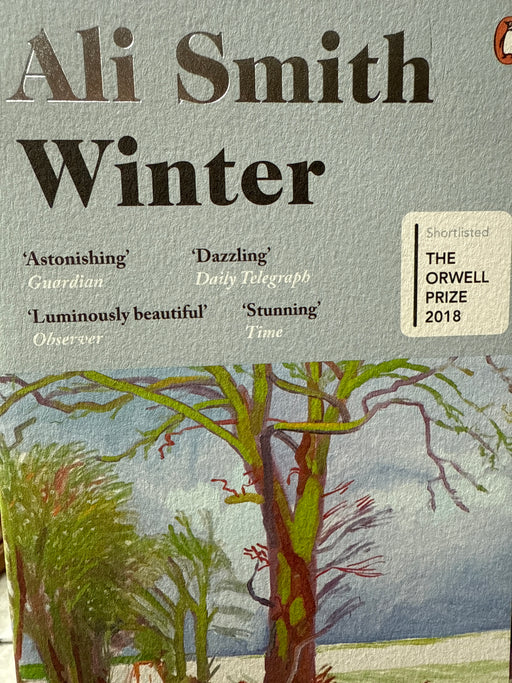 Ali Smith
Winter
‘Astonishing’
Guardian
‘Dazzling’
Daily Telegraph
‘Luminously beautiful’
Observer
‘Stunning’
Time
Shortlisted
THE
ORWELL
PRIZE
2018